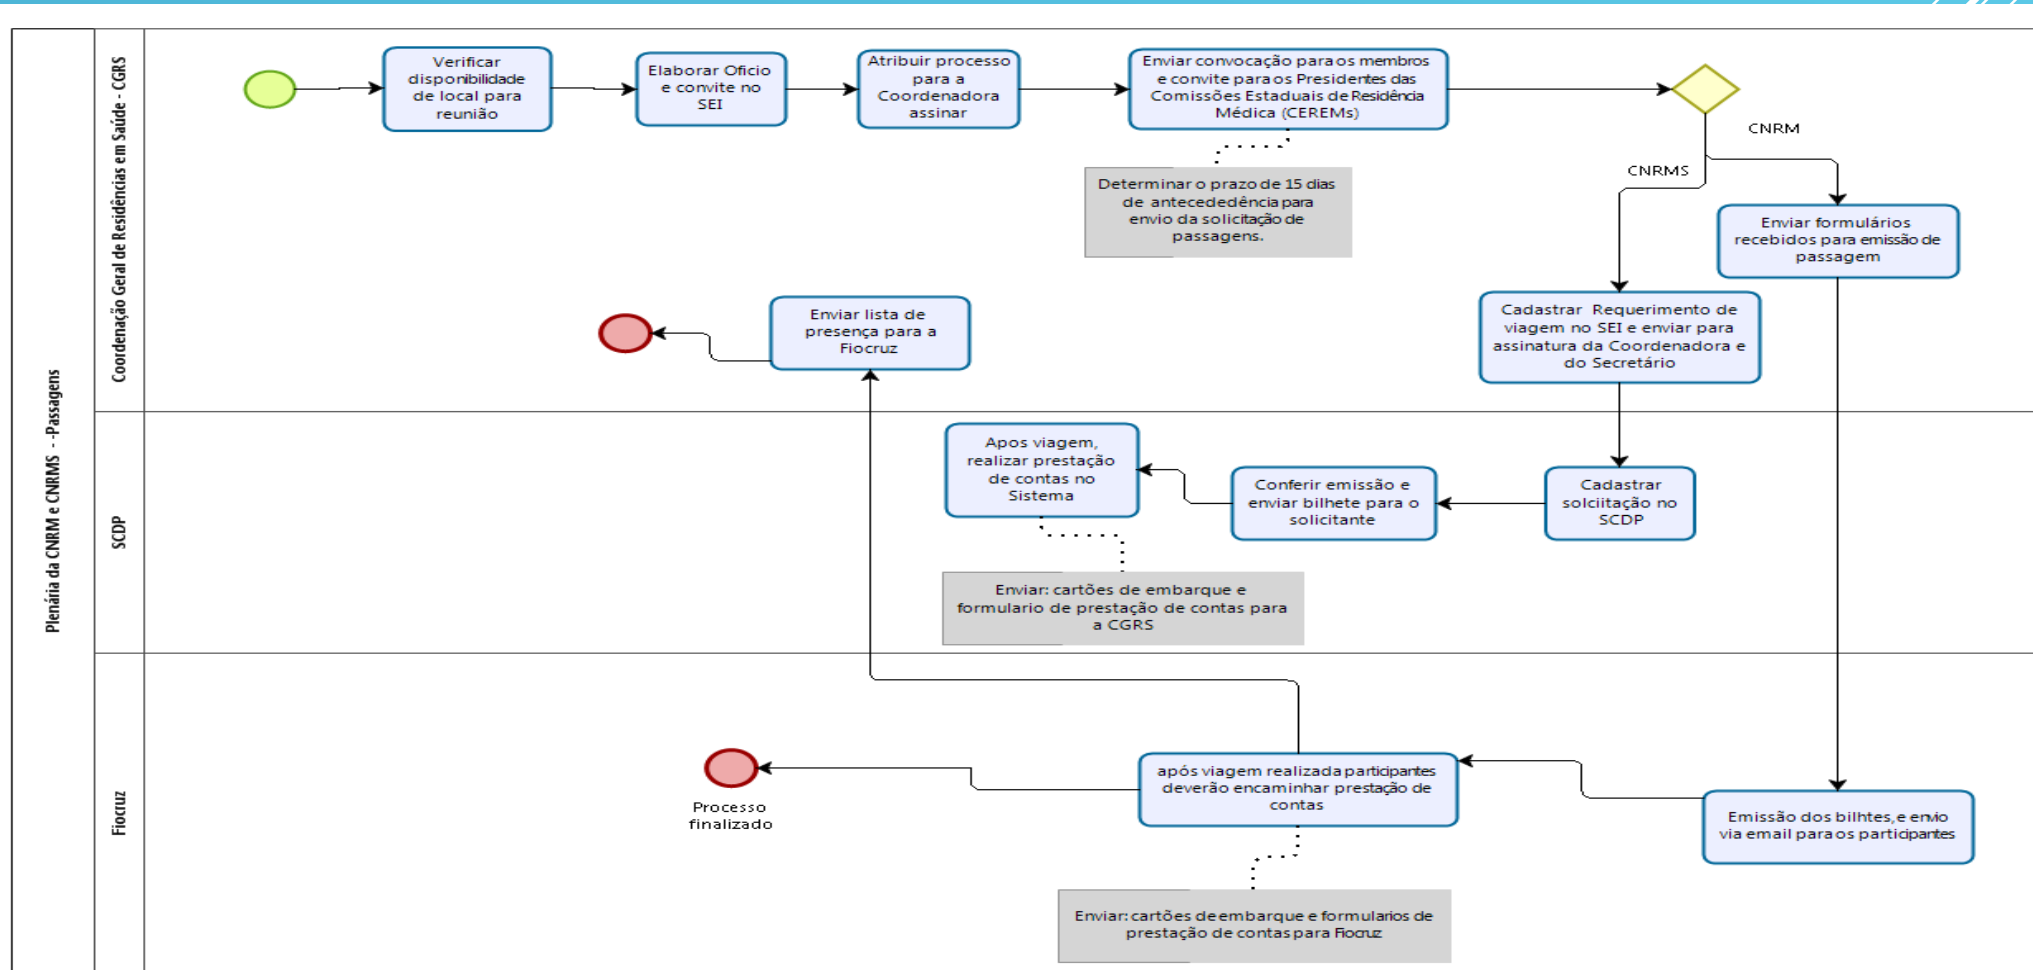 Plenária da CNRM e CNRMS - -Passagens
Coordenação Geral de Residências em Saúde - CGRS
Verificar
disponibilidade
de local para
reunião
Elaborar Oficio
e convite no
SEI
Atribuir processo
para a
Coordenadora
assinar
Enviar convocação para os membros
e convite para os Presidentes das
Comissões Estaduais de Residência
Médica (CEREMs)
Determinar o prazo de 15 dias
de antecededência para
envio da solicitação de
passagens.
CNRM
CNRMS
Enviar formulários
recebidos para emissão de
passagem
Cadastrar Requerimento de
viagem no SEI e enviar para
assinatura da Coordenadora e
do Secretário
Enviar lista de
presença para a
Fiocruz
SCDP
Apos viagem,
realizar prestação
de contas no
Sistema
Conferir emissão e
enviar bilhete para o
solicitante
Cadastrar
solciitação no
SCDP
Enviar: cartões de embarque e
formulario de prestação de contas para
a CGRS
Fiocruz
Processo
finalizado
após viagem realizada participantes
deverão encaminhar prestação de
contas
Emissão dos bilhtes,e envio
via email para os participantes
Enviar: cartões de embarque e formularios de
prestação de contas para Fiocruz